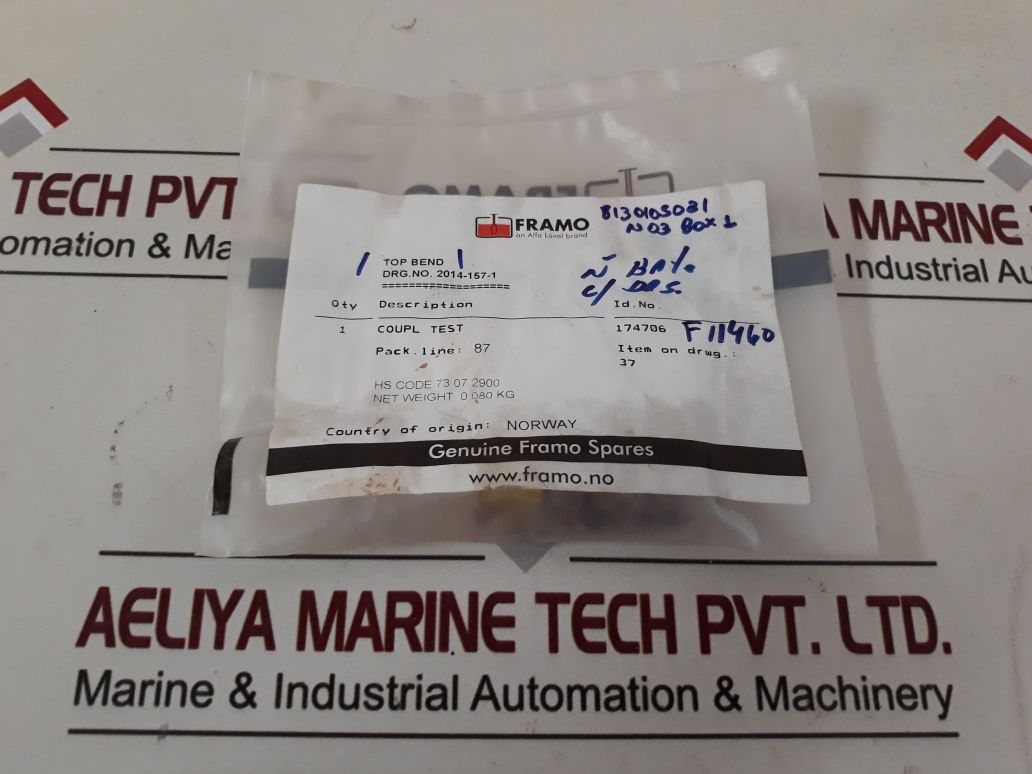 TECH PVT
omation & Ma
FRAMO
an Alfa Laval brand
8130105031
N03 BOX 1
TOP BEND
DRG.NO. 2014-157-1
===================
Qty Description Id.No.
1 COUPL TEST 174706 F11460
Pack.line: 87 Item on drwg.:
37
HS CODE 73 07 2900
NET WEIGHT 0.080 KG
Country of origin: NORWAY
Genuine Framo Spares
www.framo.no
MARINE
Industrial Au
AELIYA MARINE TECH PVT. LTD.
Marine & Industrial Automation & Machinery